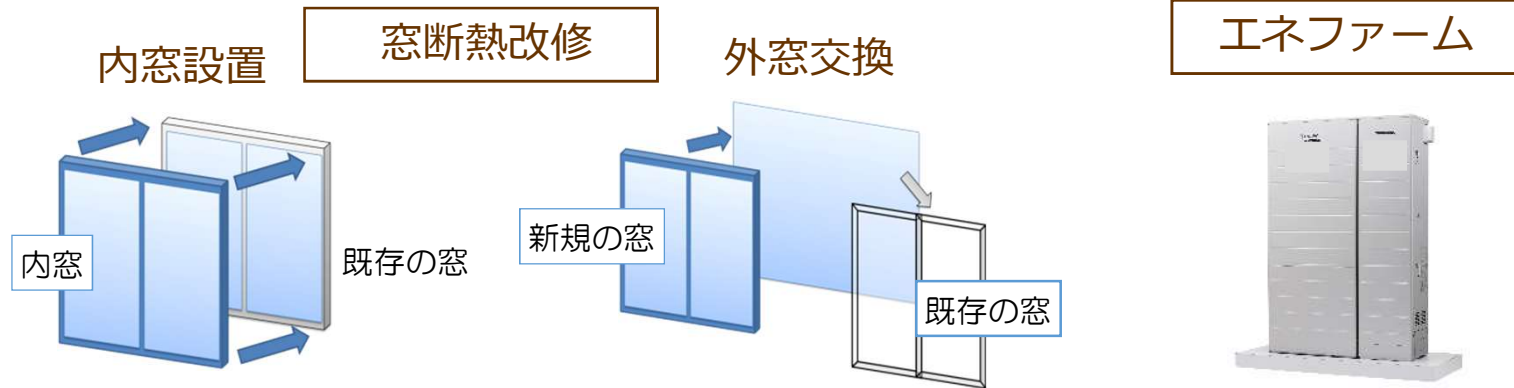 窓断熱改修
内窓設置
外窓交換
エネファーム
内窓
既存の窓
新規の窓
既存の窓